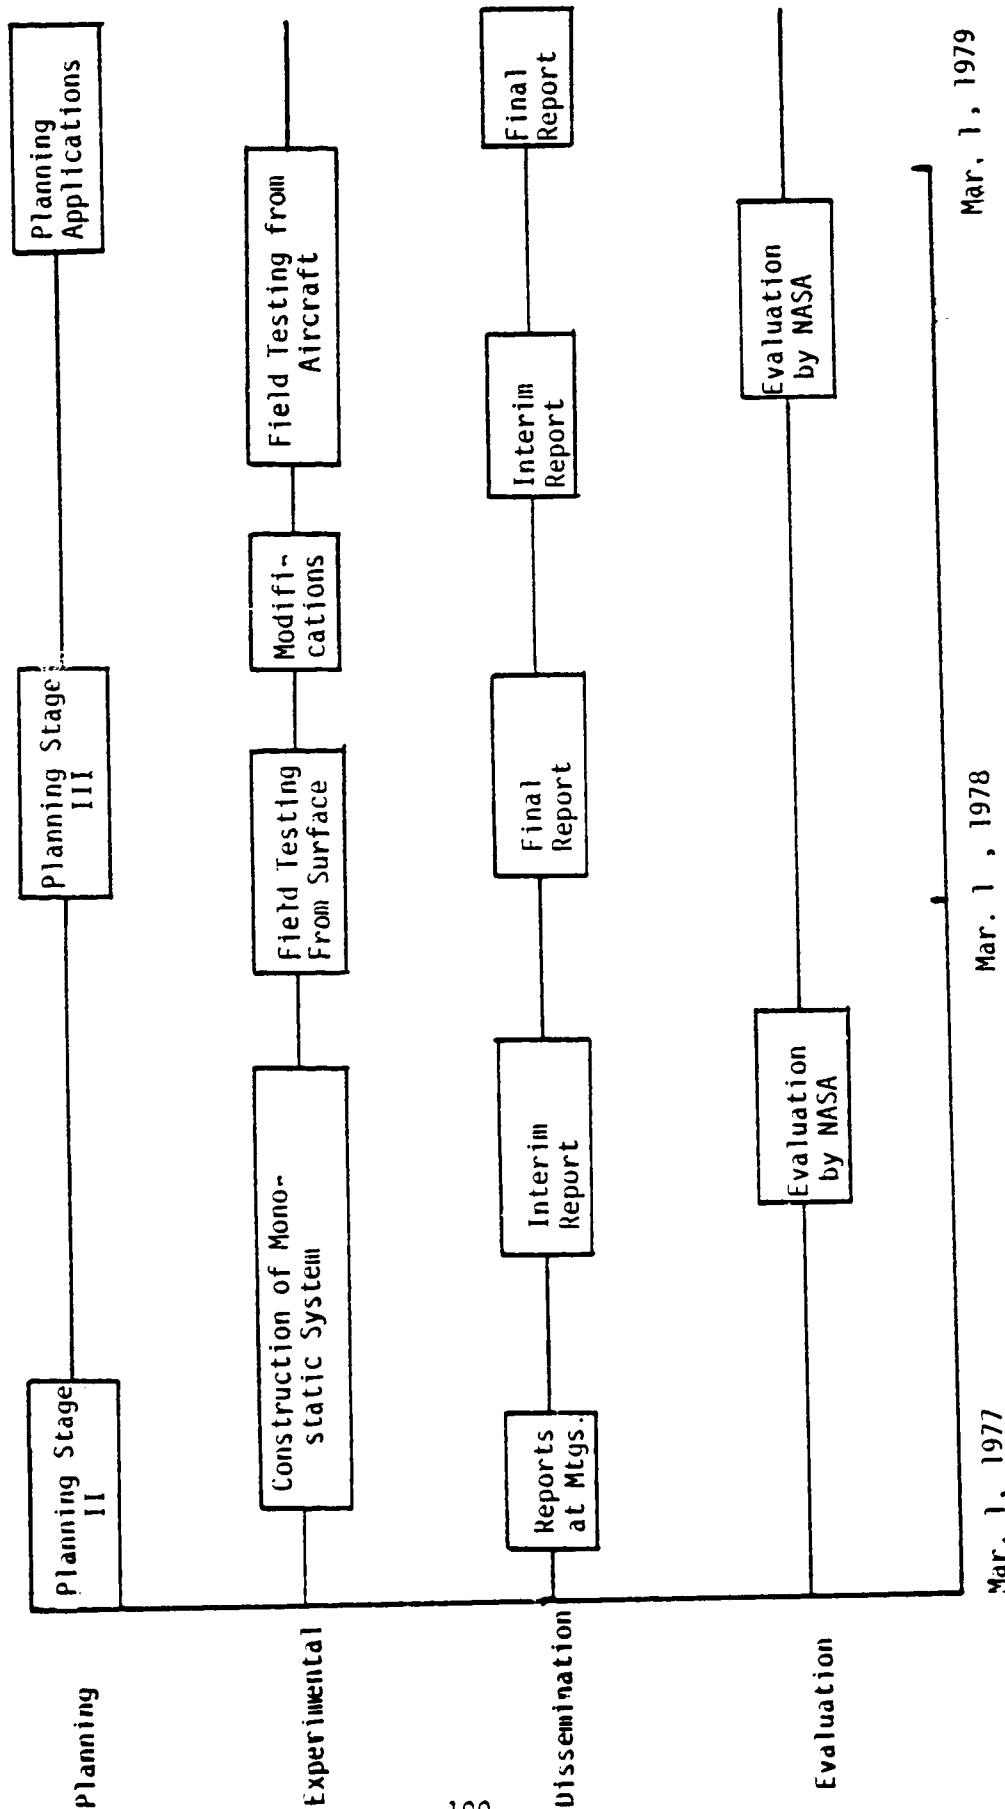 Planning
Planning Stage
II
Planning Stage
III
Planning
Applications
Experimental
Construction of Mono-
static System
Field Testing
From Surface
Modifi-
cations
Field Testing from
Aircraft
Dissemination
Reports
at Mtgs.
Interim
Report
Final
Report
Interim
Report
Final
Report
Evaluation
Evaluation
by NASA
Evaluation
by NASA
Mar. 1, 1977
Mar. 1 , 1978
Mar. 1, 1979